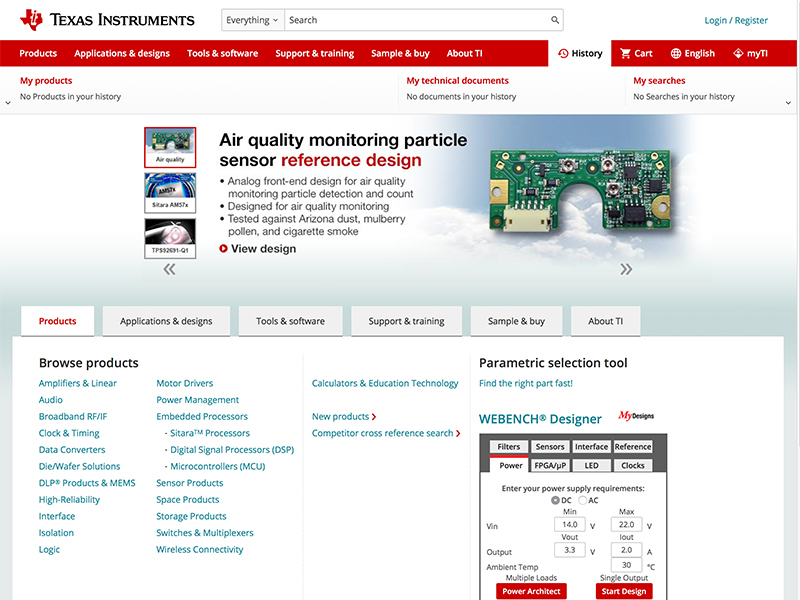 TEXAS INSTRUMENTS
Everything
Search
Login / Register
Products
Applications & designs
Tools & software
Support & training
Sample & buy
About TI
History
Cart
English
myTI
My products
No Products in your history
My technical documents
No documents in your history
My searches
No Searches in your history
Air quality
Sitara AM57x
TPS92691-Q1
Air quality monitoring particle
sensor reference design
• Analog front-end design for air quality
monitoring particle detection and count
• Designed for air quality monitoring
• Tested against Arizona dust, mulberry
pollen, and cigarette smoke
View design
Products
Applications & designs
Tools & software
Support & training
Sample & buy
About TI
Browse products
Amplifiers & Linear
Audio
Broadband RF/IF
Clock & Timing
Data Converters
Die/Wafer Solutions
DLP® Products & MEMS
High-Reliability
Interface
Isolation
Logic
Motor Drivers
Power Management
Embedded Processors
- Sitara™ Processors
- Digital Signal Processors (DSP)
- Microcontrollers (MCU)
Sensor Products
Space Products
Storage Products
Switches & Multiplexers
Wireless Connectivity
Calculators & Education Technology
New products
Competitor cross reference search
Parametric selection tool
Find the right part fast!
WEBENCH® Designer
MyDesigns
Filters
Sensors
Interface
Reference
Power
FPGA/µP
LED
Clocks
Enter your power supply requirements:
DC AC
Min Max
Vin 14.0 V 22.0 V
Vout Iout
Output 3.3 V 2.0 A
Ambient Temp 30 °C
Multiple Loads Single Output
Power Architect Start Design